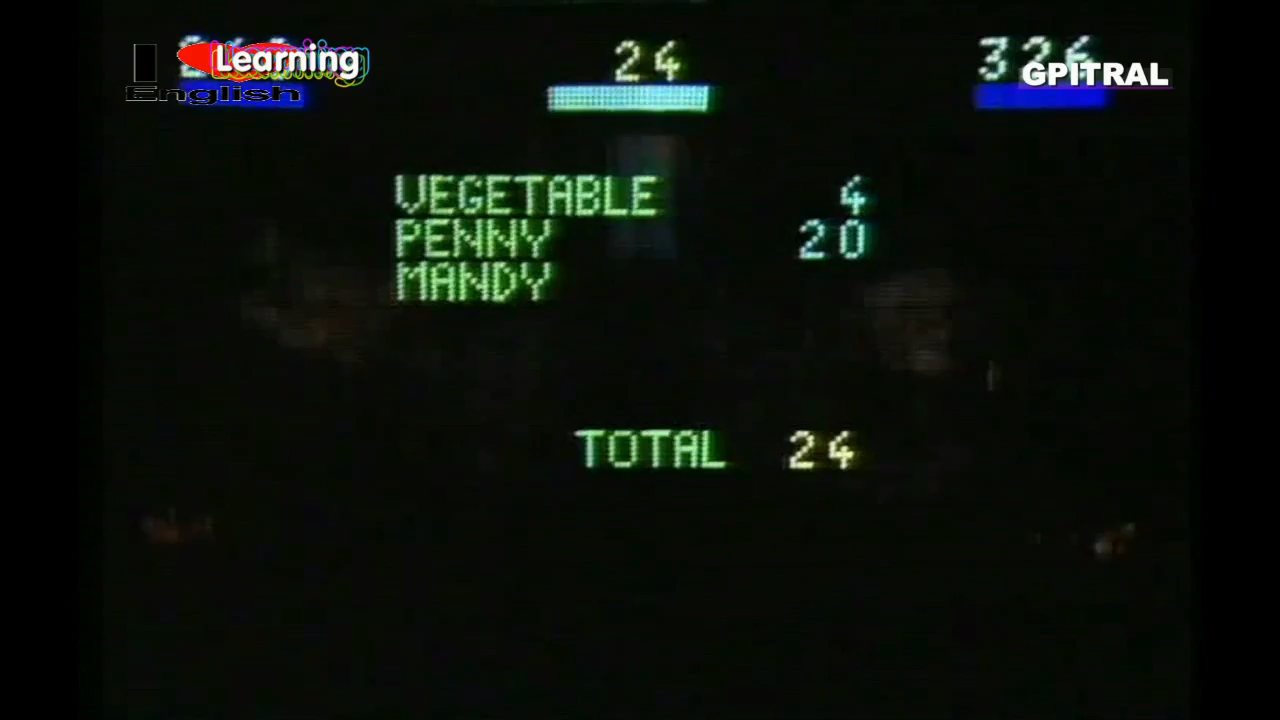 I Learning
English
24
326
GPITRAL
VEGETABLE 4
PENNY 20
MANDY
TOTAL 24